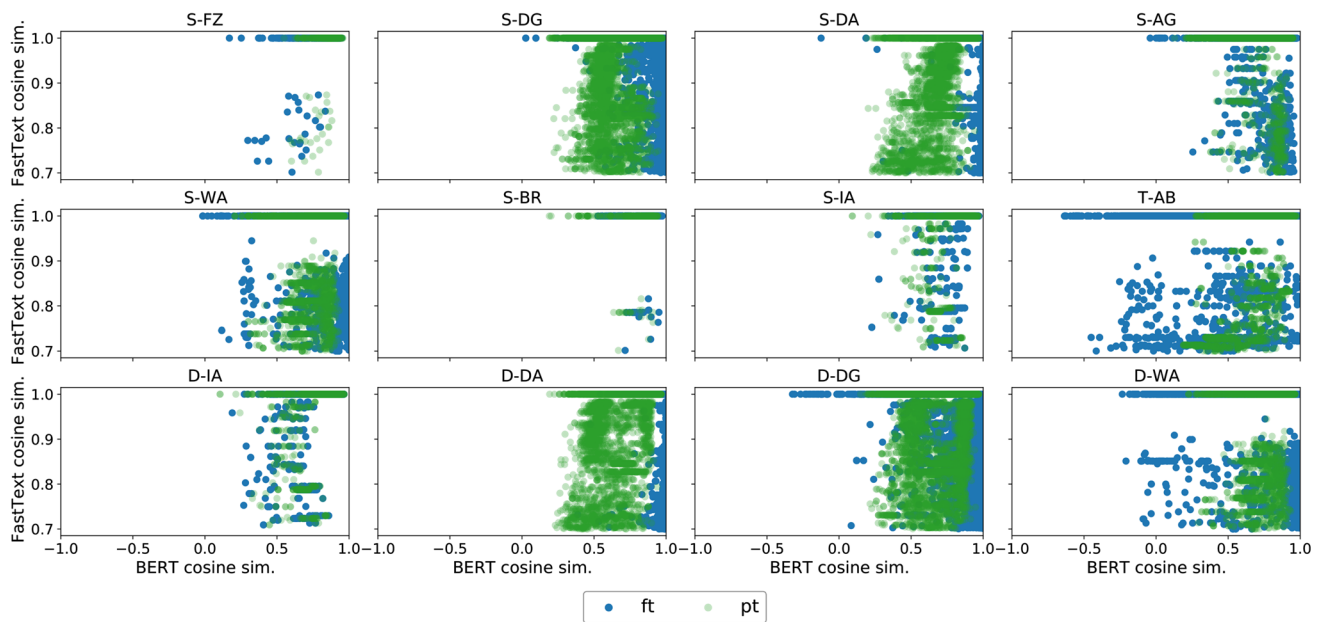 S-FZ S-DG S-DA S-AG
FastText cosine sim.
1.0
0.9
0.8
0.7
S-WA S-BR S-IA T-AB
FastText cosine sim.
1.0
0.9
0.8
0.7
D-IA D-DA D-DG D-WA
FastText cosine sim.
1.0
0.9
0.8
0.7
−1.0 −0.5 0.0 0.5 1.0 −1.0 −0.5 0.0 0.5 1.0 −1.0 −0.5 0.0 0.5 1.0 −1.0 −0.5 0.0 0.5 1.0
BERT cosine sim. BERT cosine sim. BERT cosine sim. BERT cosine sim.
ft pt